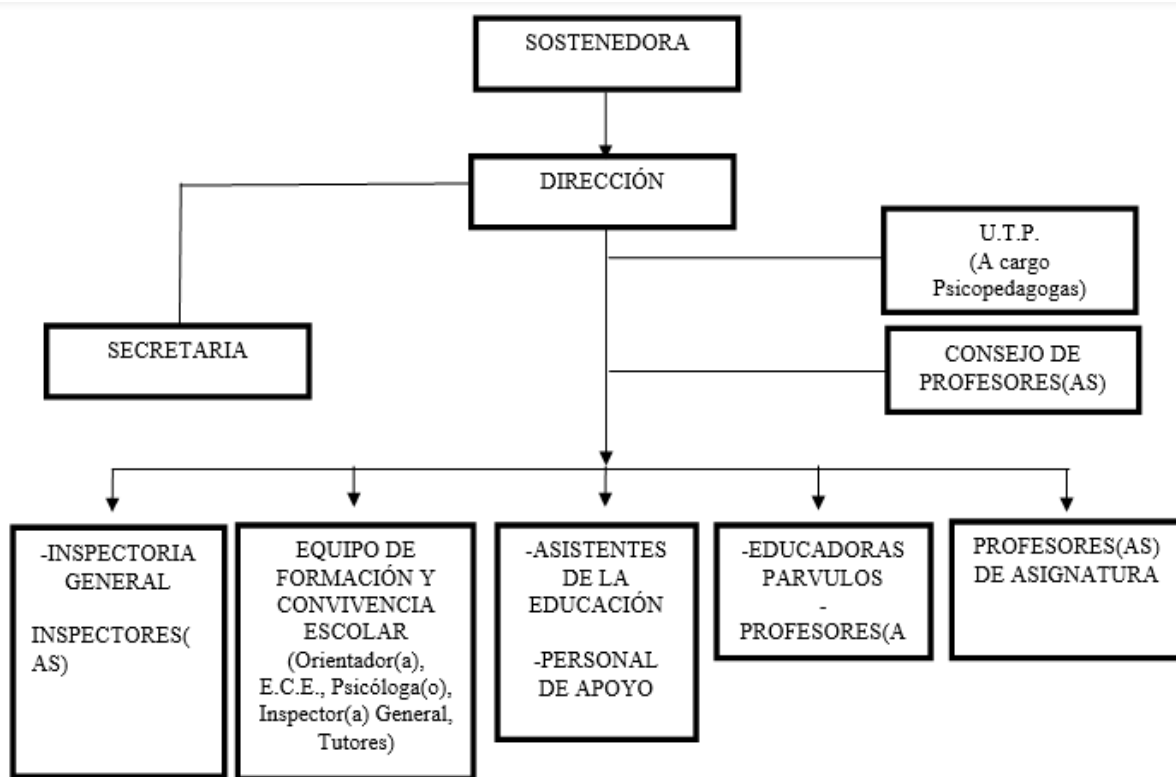 SOSTENEDORA
DIRECCIÓN
U.T.P.
(A cargo
Psicopedagogas)
SECRETARIA
CONSEJO DE
PROFESORES(AS)
-INSPECTORIA
GENERAL
INSPECTORES(
AS)
EQUIPO DE
FORMACIÓN Y
CONVIVENCIA
ESCOLAR
(Orientador(a),
E.C.E., Psicóloga(o),
Inspector(a) General,
Tutores)
-ASISTENTES
DE LA
EDUCACIÓN
-PERSONAL
DE APOYO
-EDUCADORAS
PARVULOS
-
PROFESORES(A
PROFESORES(AS)
DE ASIGNATURA